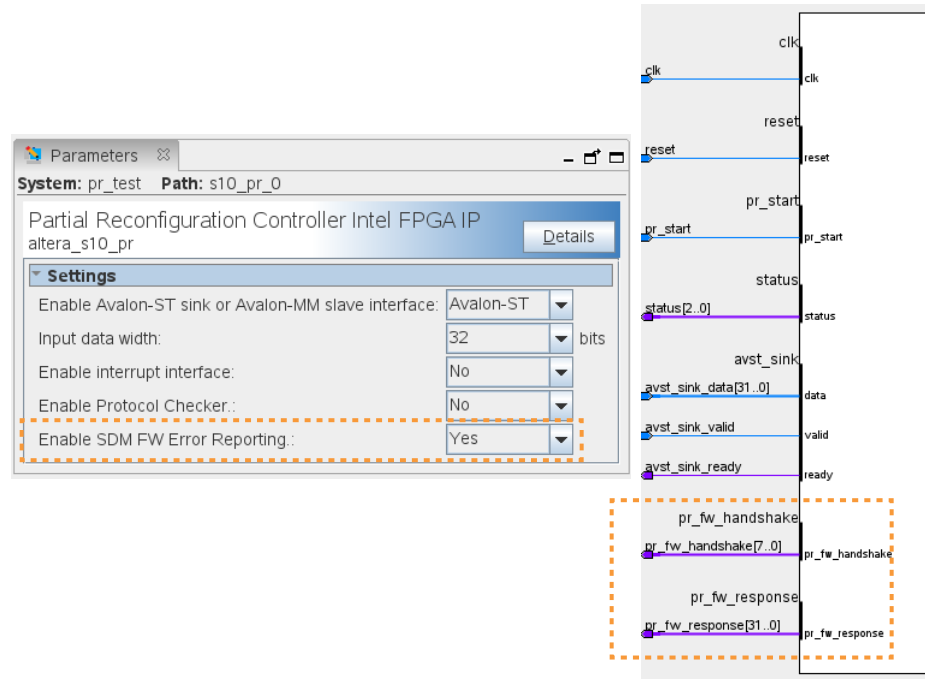 Parameters
System: pr_test Path: s10_pr_0
Partial Reconfiguration Controller Intel FPGA IP
altera_s10_pr
Details
Settings
Enable Avalon-ST sink or Avalon-MM slave interface: Avalon-ST
Input data width: 32 bits
Enable interrupt interface: No
Enable Protocol Checker.: No
Enable SDM FW Error Reporting.: Yes
clk
clk
clk
reset
reset
reset
pr_start
pr_start
pr_start
status
status[2..0]
status
avst_sink
avst_sink_data[31..0]
data
avst_sink_valid
valid
avst_sink_ready
ready
pr_fw_handshake
pr_fw_handshake[7..0]
pr_fw_handshake
pr_fw_response
pr_fw_response[31..0]
pr_fw_response